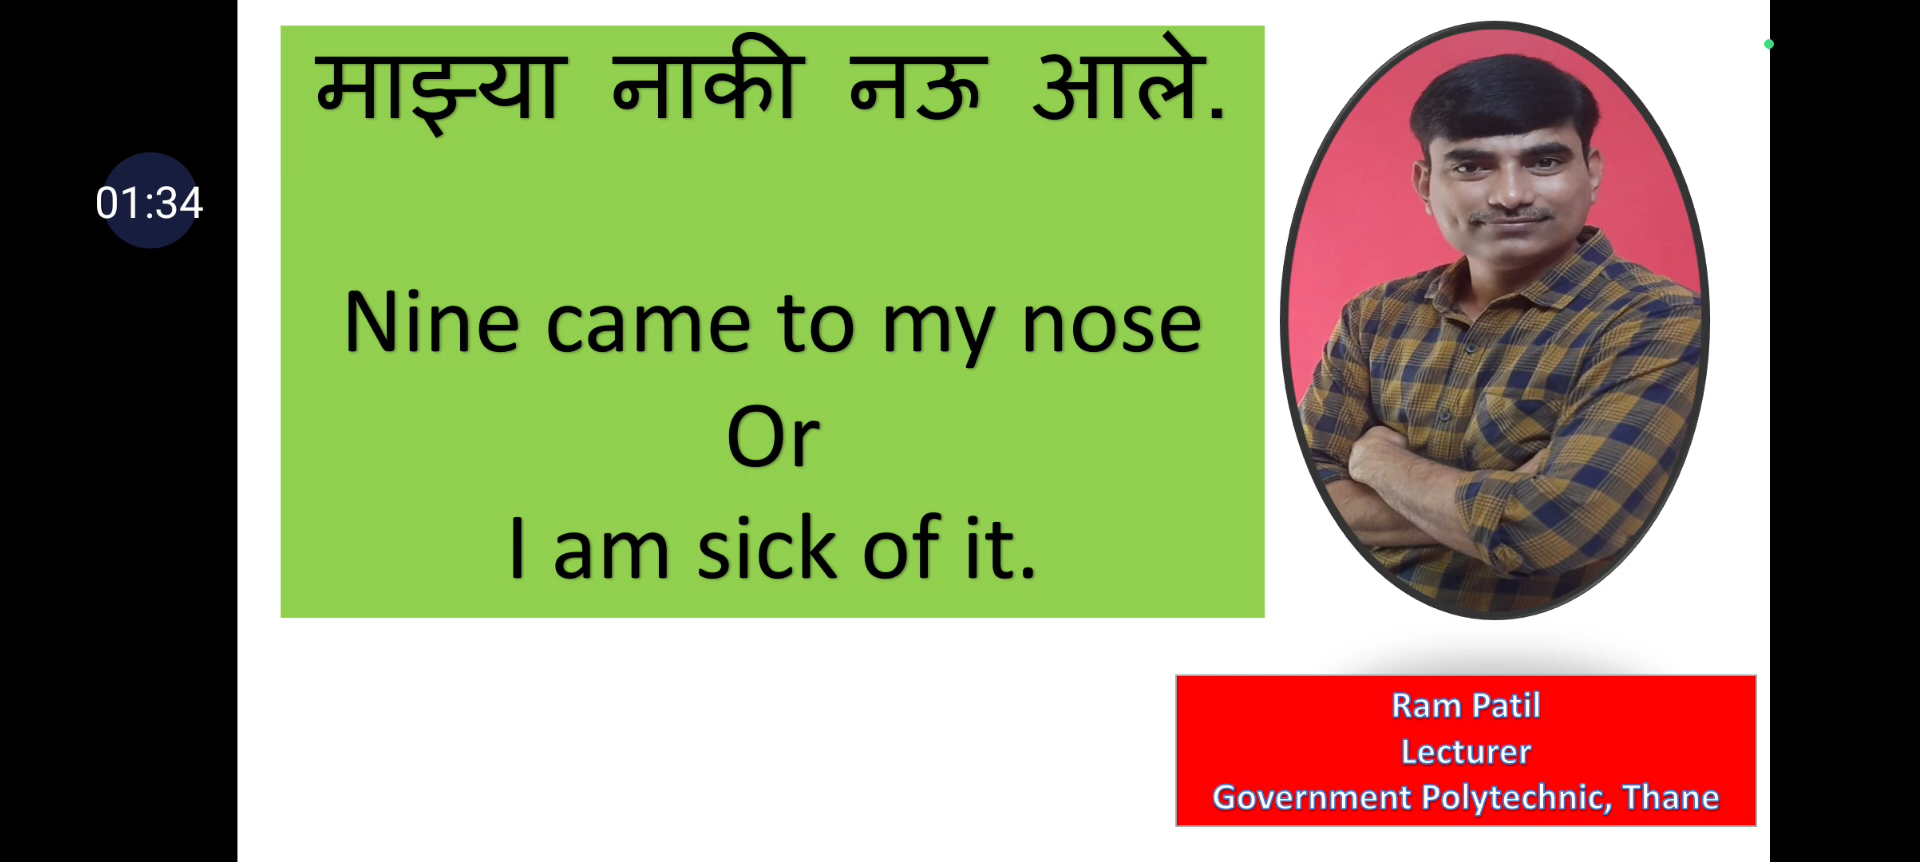 माझ्या नाकी नऊ आले.
01:34
Nine came to my nose
Or
I am sick of it.
Ram Patil
Lecturer
Government Polytechnic, Thane